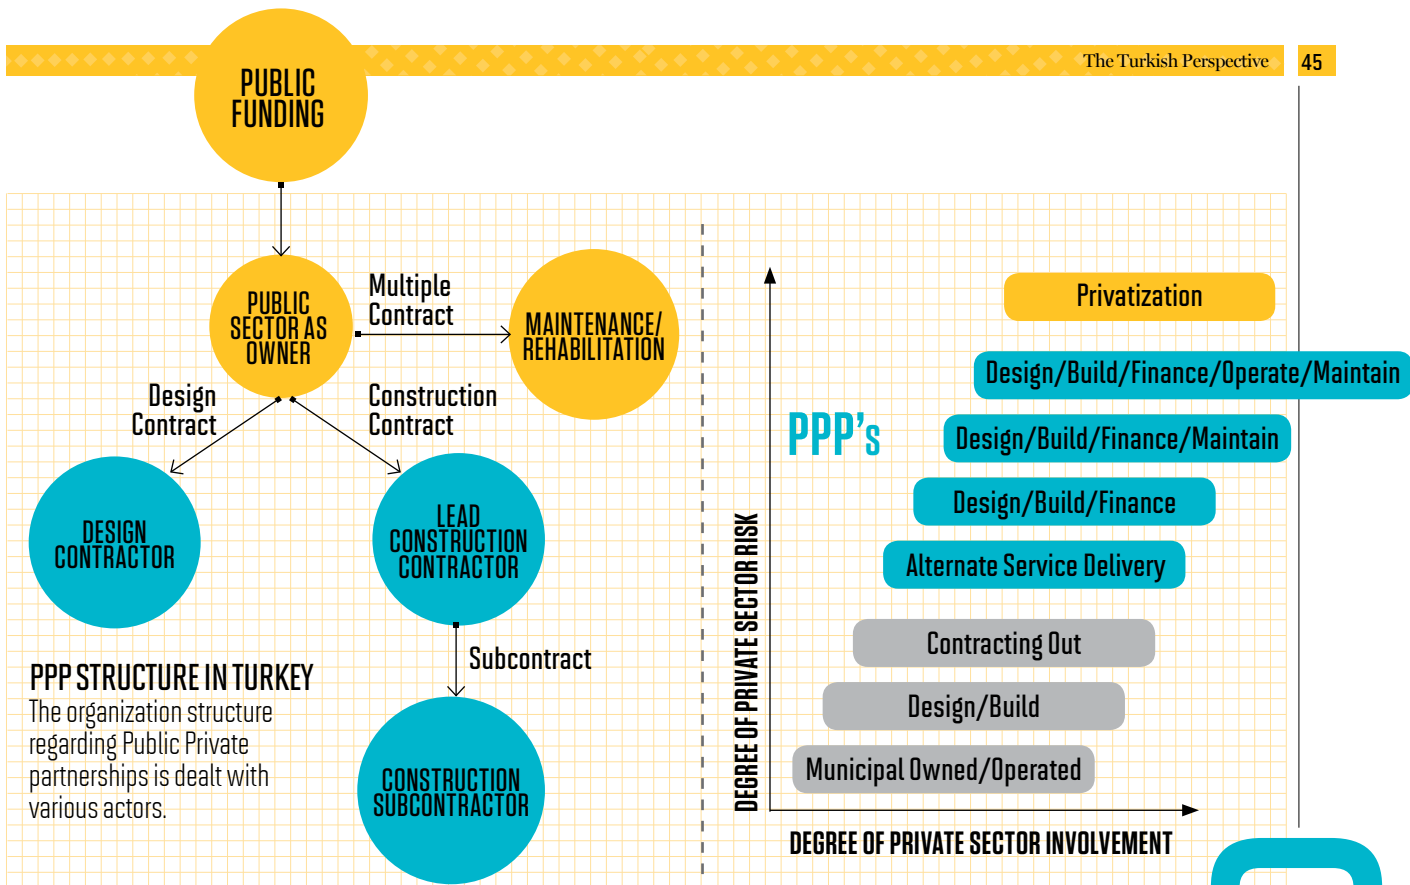 The Turkish Perspective
45
PUBLIC
FUNDING
PUBLIC
SECTOR AS
OWNER
Multiple
Contract
MAINTENANCE/
REHABILITATION
Design
Contract
Construction
Contract
DESIGN
CONTRACTOR
LEAD
CONSTRUCTION
CONTRACTOR
Subcontract
CONSTRUCTION
SUBCONTRACTOR
PPP STRUCTURE IN TURKEY
The organization structure
regarding Public Private
partnerships is dealt with
various actors.
Privatization
Design/Build/Finance/Operate/Maintain
PPP's
Design/Build/Finance/Maintain
Design/Build/Finance
Alternate Service Delivery
Contracting Out
Design/Build
Municipal Owned/Operated
DEGREE OF PRIVATE SECTOR RISK
DEGREE OF PRIVATE SECTOR INVOLVEMENT